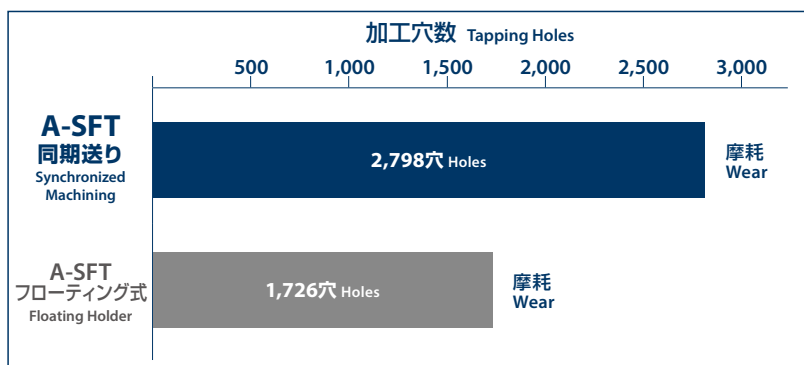 加工穴数 Tapping Holes
500 1,000 1,500 2,000 2,500 3,000
A-SFT
同期送り
Synchronized
Machining
2,798穴 Holes
摩耗
Wear
A-SFT
フローティング式
Floating Holder
1,726穴 Holes
摩耗
Wear